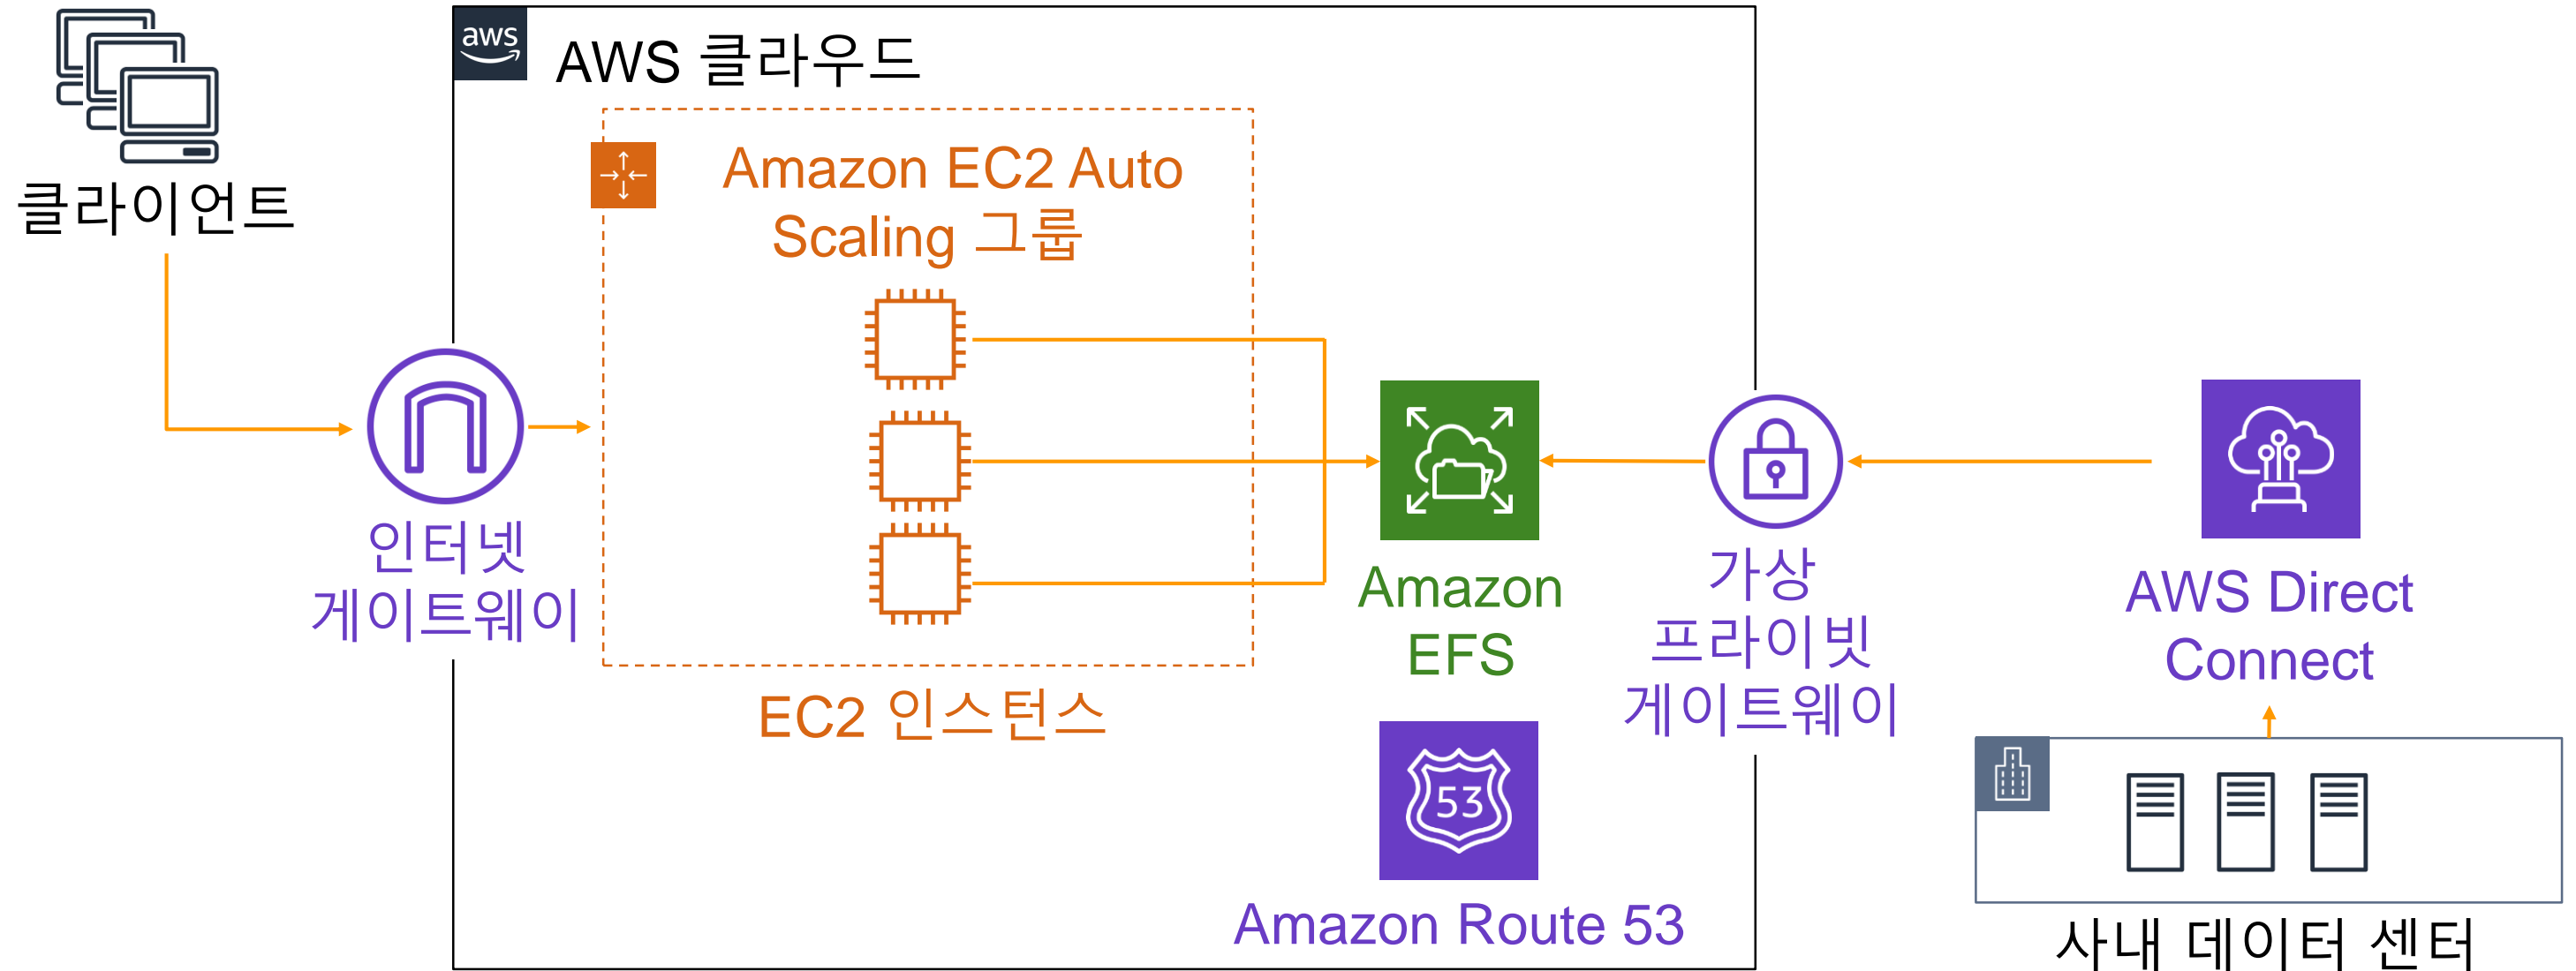 aws
AWS 클라우드
클라이언트
Amazon EC2 Auto
Scaling 그룹
인터넷
게이트웨이
EC2 인스턴스
Amazon
EFS
53
Amazon Route 53
가상
프라이빗
게이트웨이
AWS Direct
Connect
사내 데이터 센터